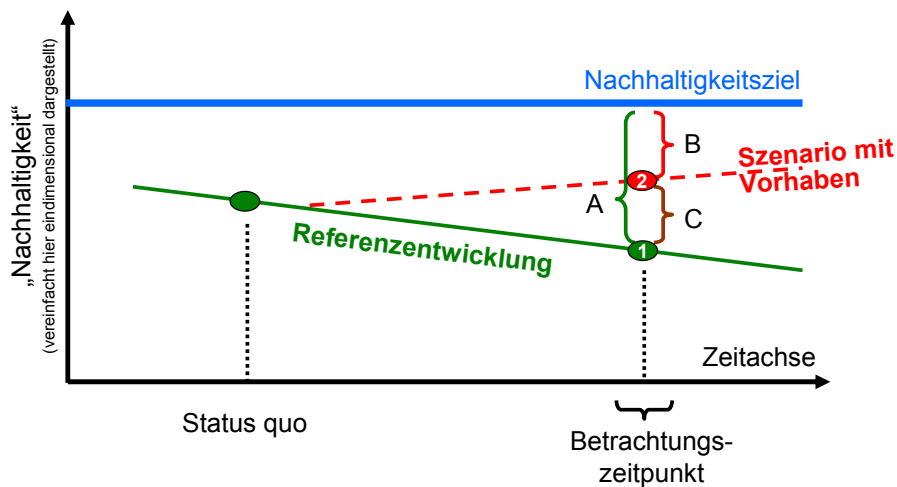 „Nachhaltigkeit“
(vereinfacht hier eindimensional dargestellt)
Nachhaltigkeitsziel
B
Szenario mit
Vorhaben
2
A
C
Referenzentwicklung
1
Zeitachse
Status quo
Betrachtungs-
zeitpunkt